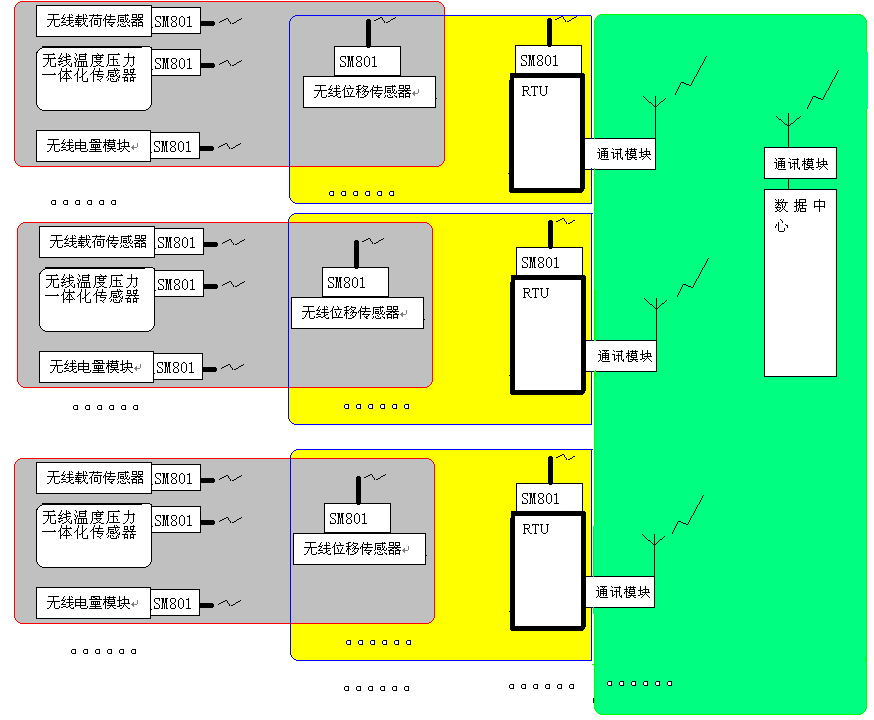 无线载荷传感器
SM801
无线温度压力
一体化传感器
SM801
无线电量模块
SM801
SM801
无线位移传感器
SM801
RTU
通讯模块
通讯模块
数据中
心
无线载荷传感器
SM801
无线温度压力
一体化传感器
SM801
无线电量模块
SM801
SM801
无线位移传感器
SM801
RTU
通讯模块
无线载荷传感器
SM801
无线温度压力
一体化传感器
SM801
无线电量模块
SM801
SM801
无线位移传感器
SM801
RTU
通讯模块